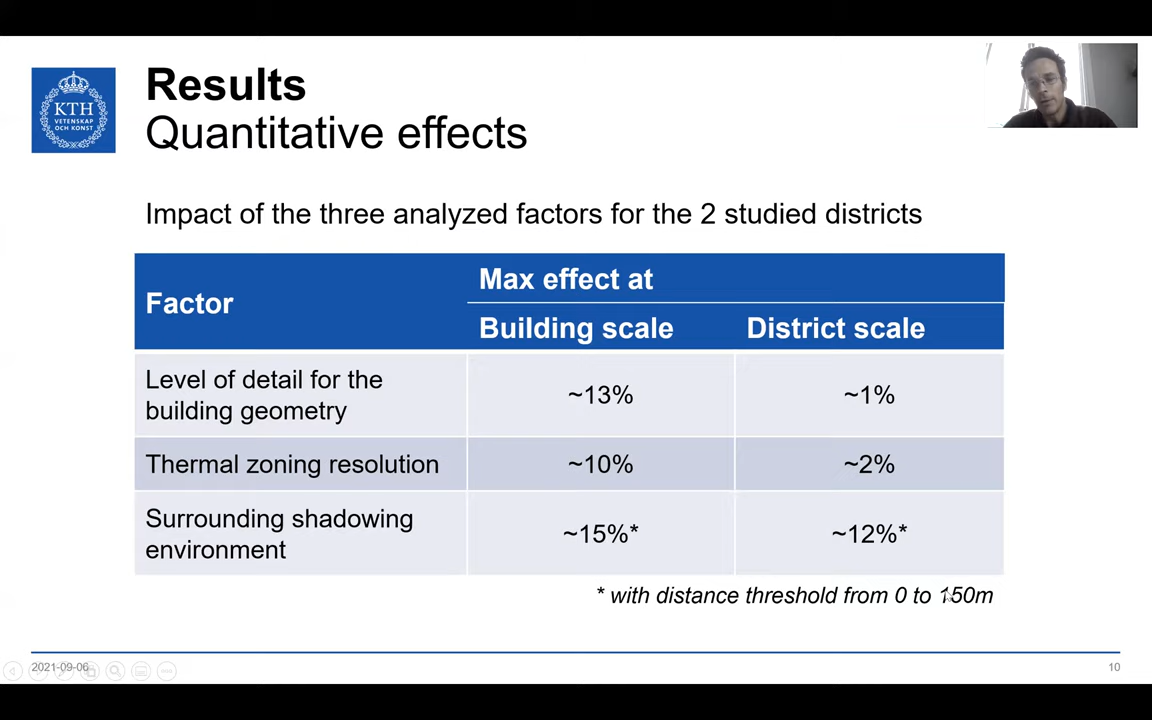 KTH
VETENSKAP
OCH KONST
Results
Quantitative effects
Impact of the three analyzed factors for the 2 studied districts
Factor
Max effect at
Building scale
District scale
Level of detail for the
building geometry
~13%
~1%
Thermal zoning resolution
~10%
~2%
Surrounding shadowing
environment
~15%*
~12%*
* with distance threshold from 0 to 150m
2021-09-06
10